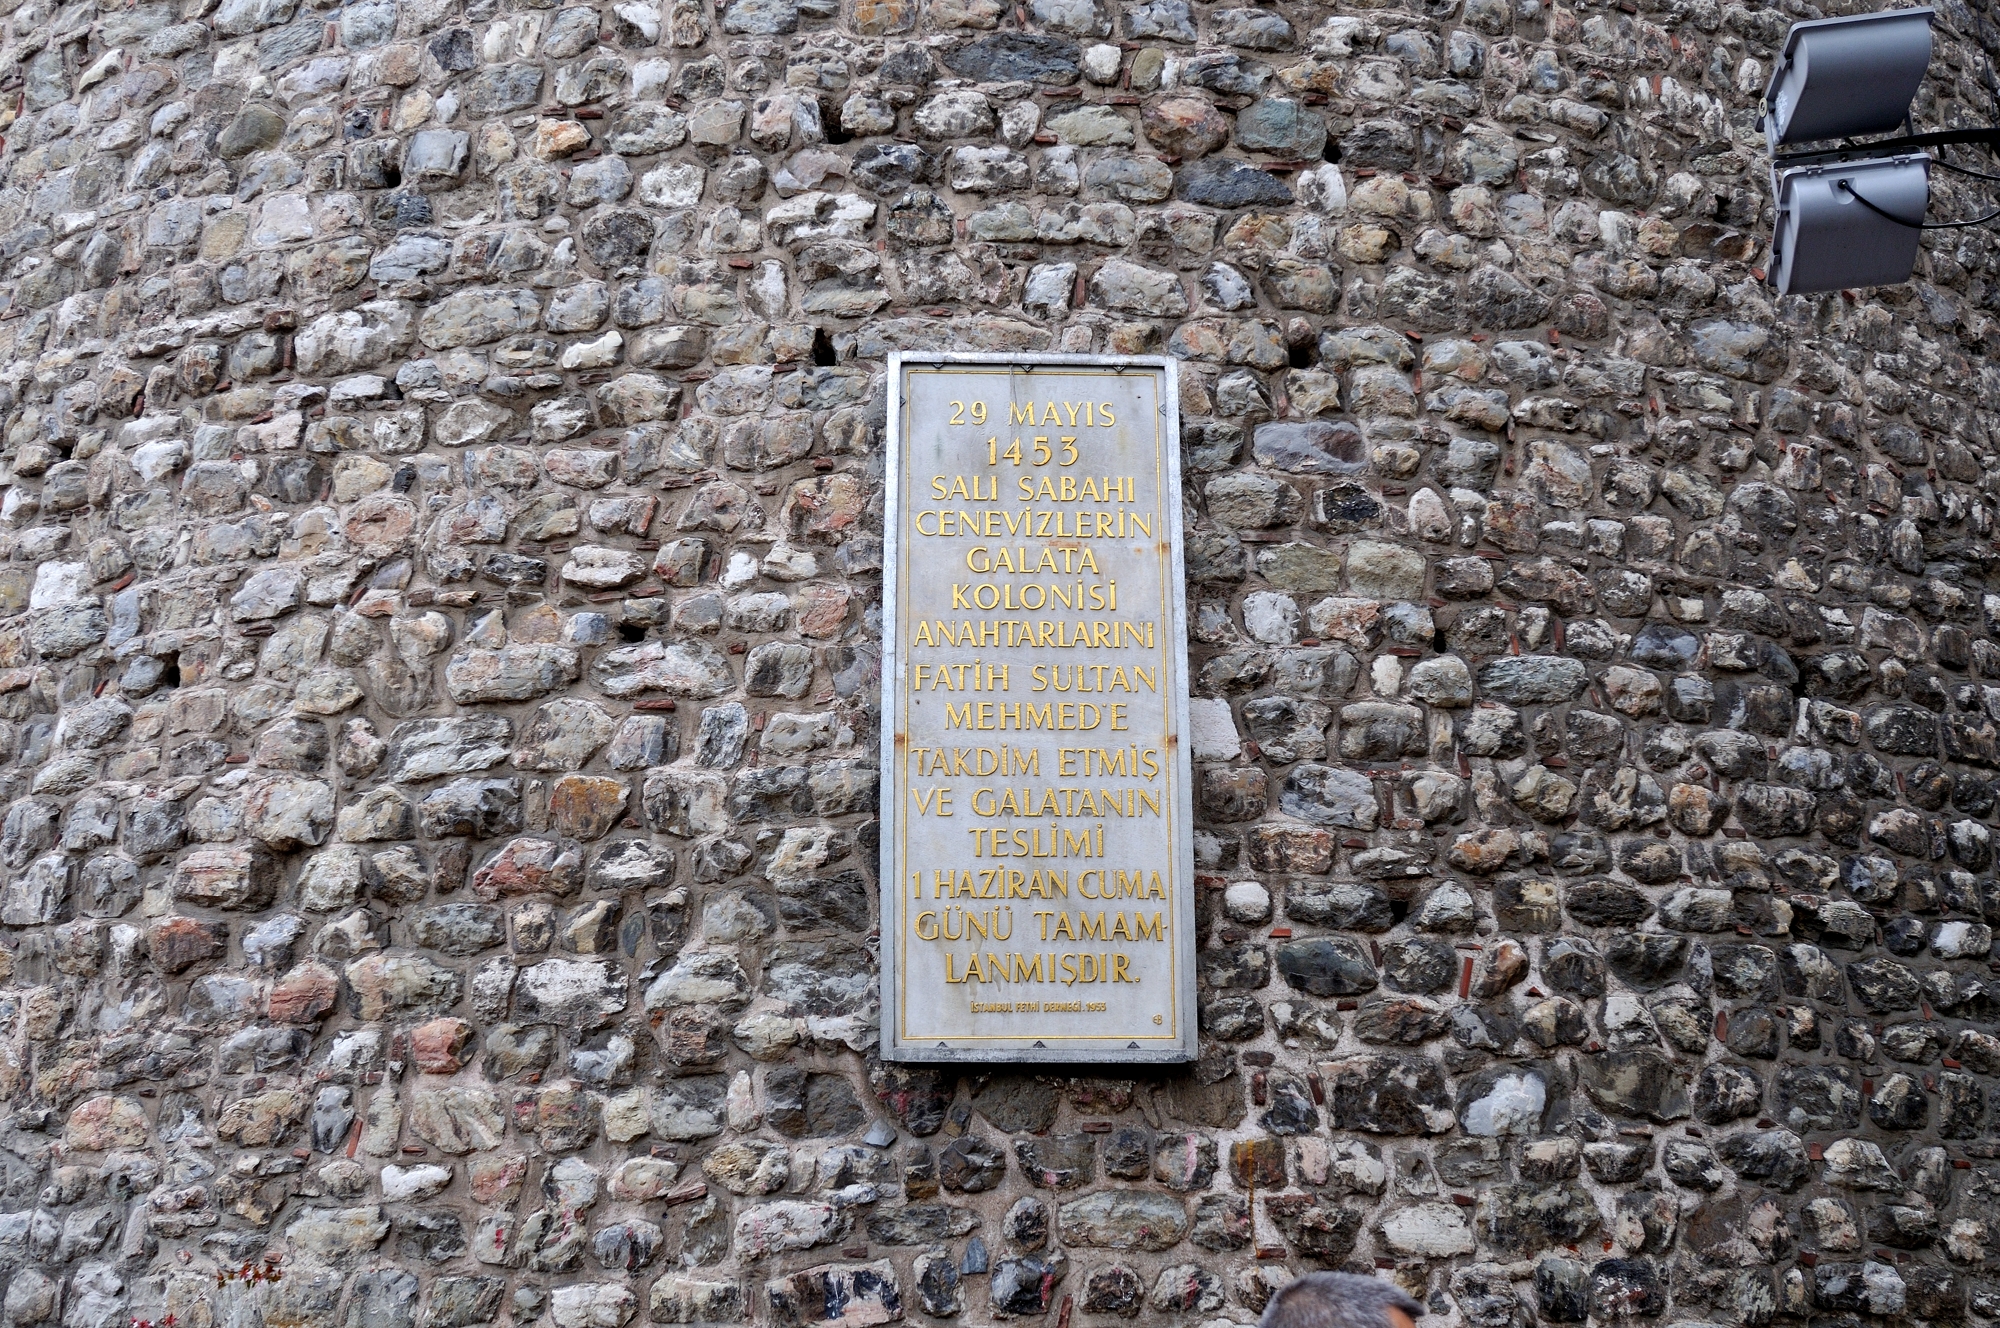 29 MAYIS
1453
SALI SABAHI
CENEVİZLERİN
GALATA
KOLONİSİ
ANAHTARLARINI
FATİH SULTAN
MEHMED'E
TAKDİM ETMİŞ
VE GALATANIN
TESLİMİ
1 HAZİRAN CUMA
GÜNÜ TAMAM-
LANMIŞDIR.
İSTANBUL FETHİ DERNEĞİ. 1953